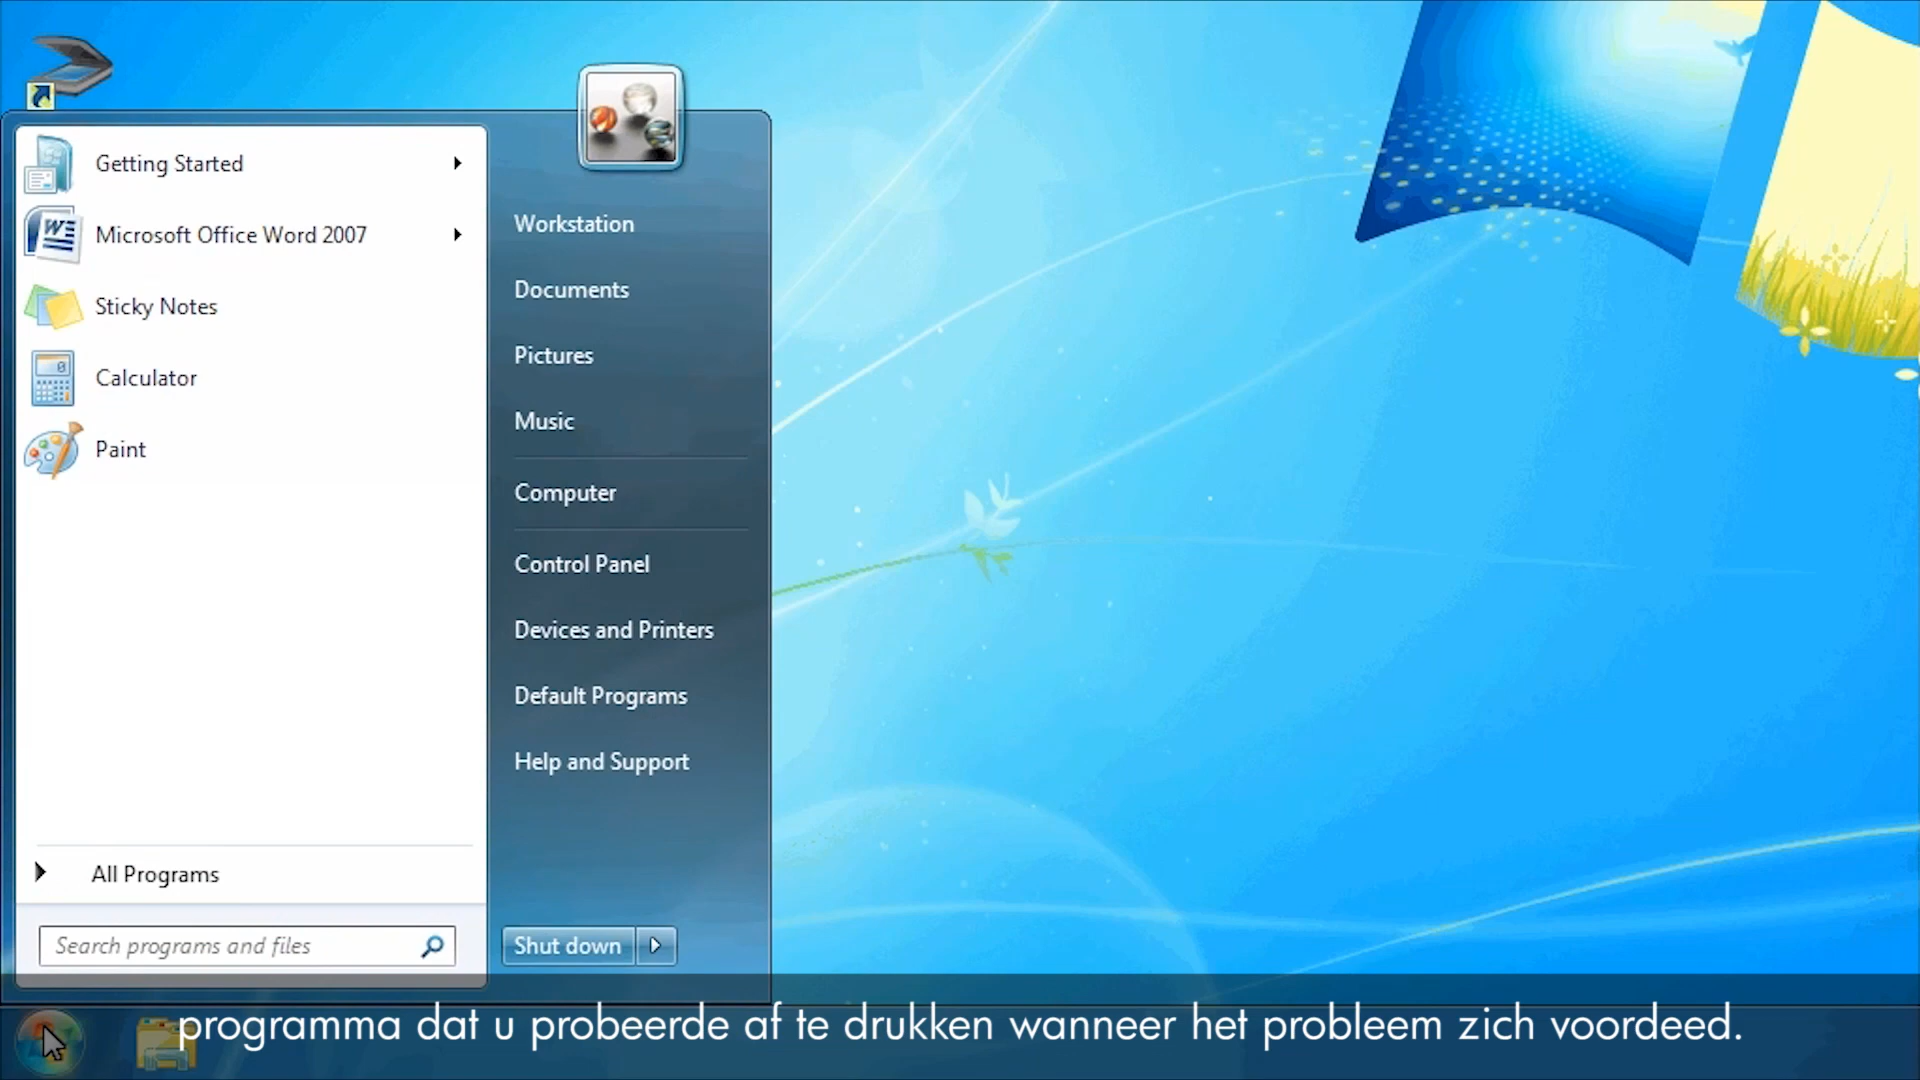 Getting Started
Microsoft Office Word 2007
Sticky Notes
Calculator
Paint
All Programs
Search programs and files
Workstation
Documents
Pictures
Music
Computer
Control Panel
Devices and Printers
Default Programs
Help and Support
Shut down
programma dat u probeerde af te drukken wanneer het probleem zich voordeed.